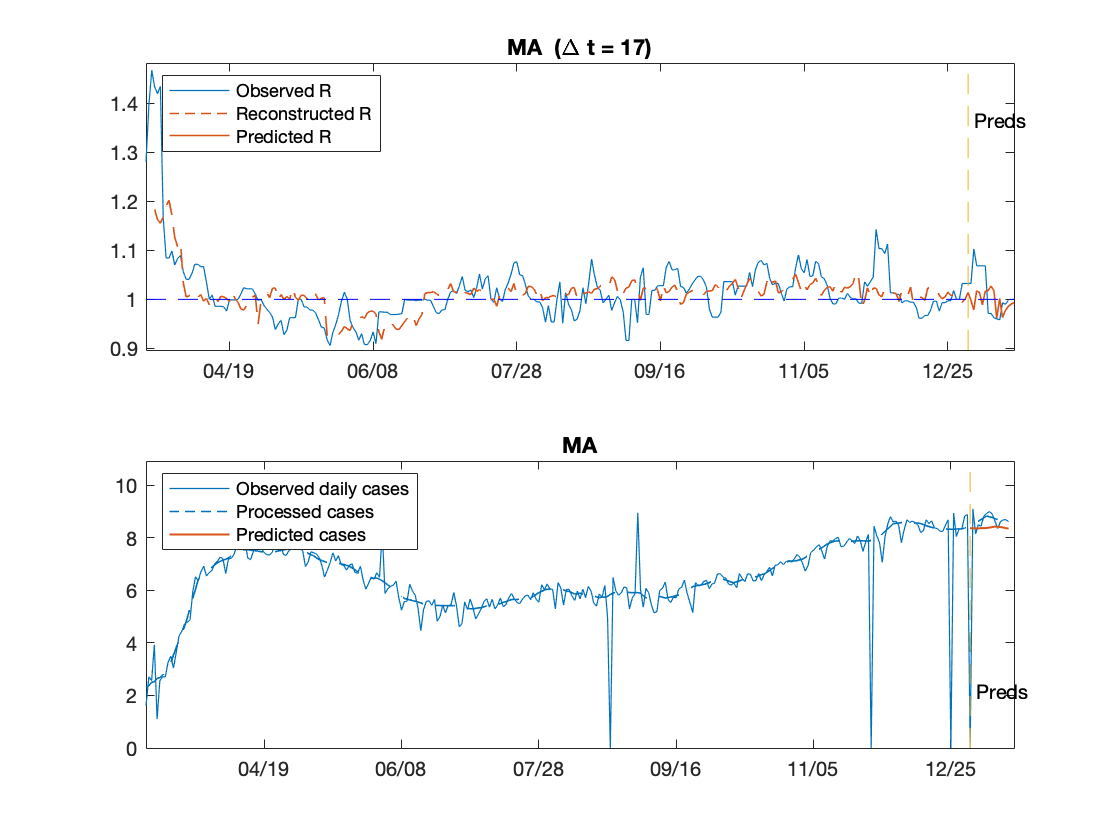 MA (Δ t = 17)
Observed R
Reconstructed R
Predicted R
Preds
1.4
1.3
1.2
1.1
1
0.9
04/19 06/08 07/28 09/16 11/05 12/25
MA
Observed daily cases
Processed cases
Predicted cases
10
8
6
4
2
Preds
0
04/19 06/08 07/28 09/16 11/05 12/25